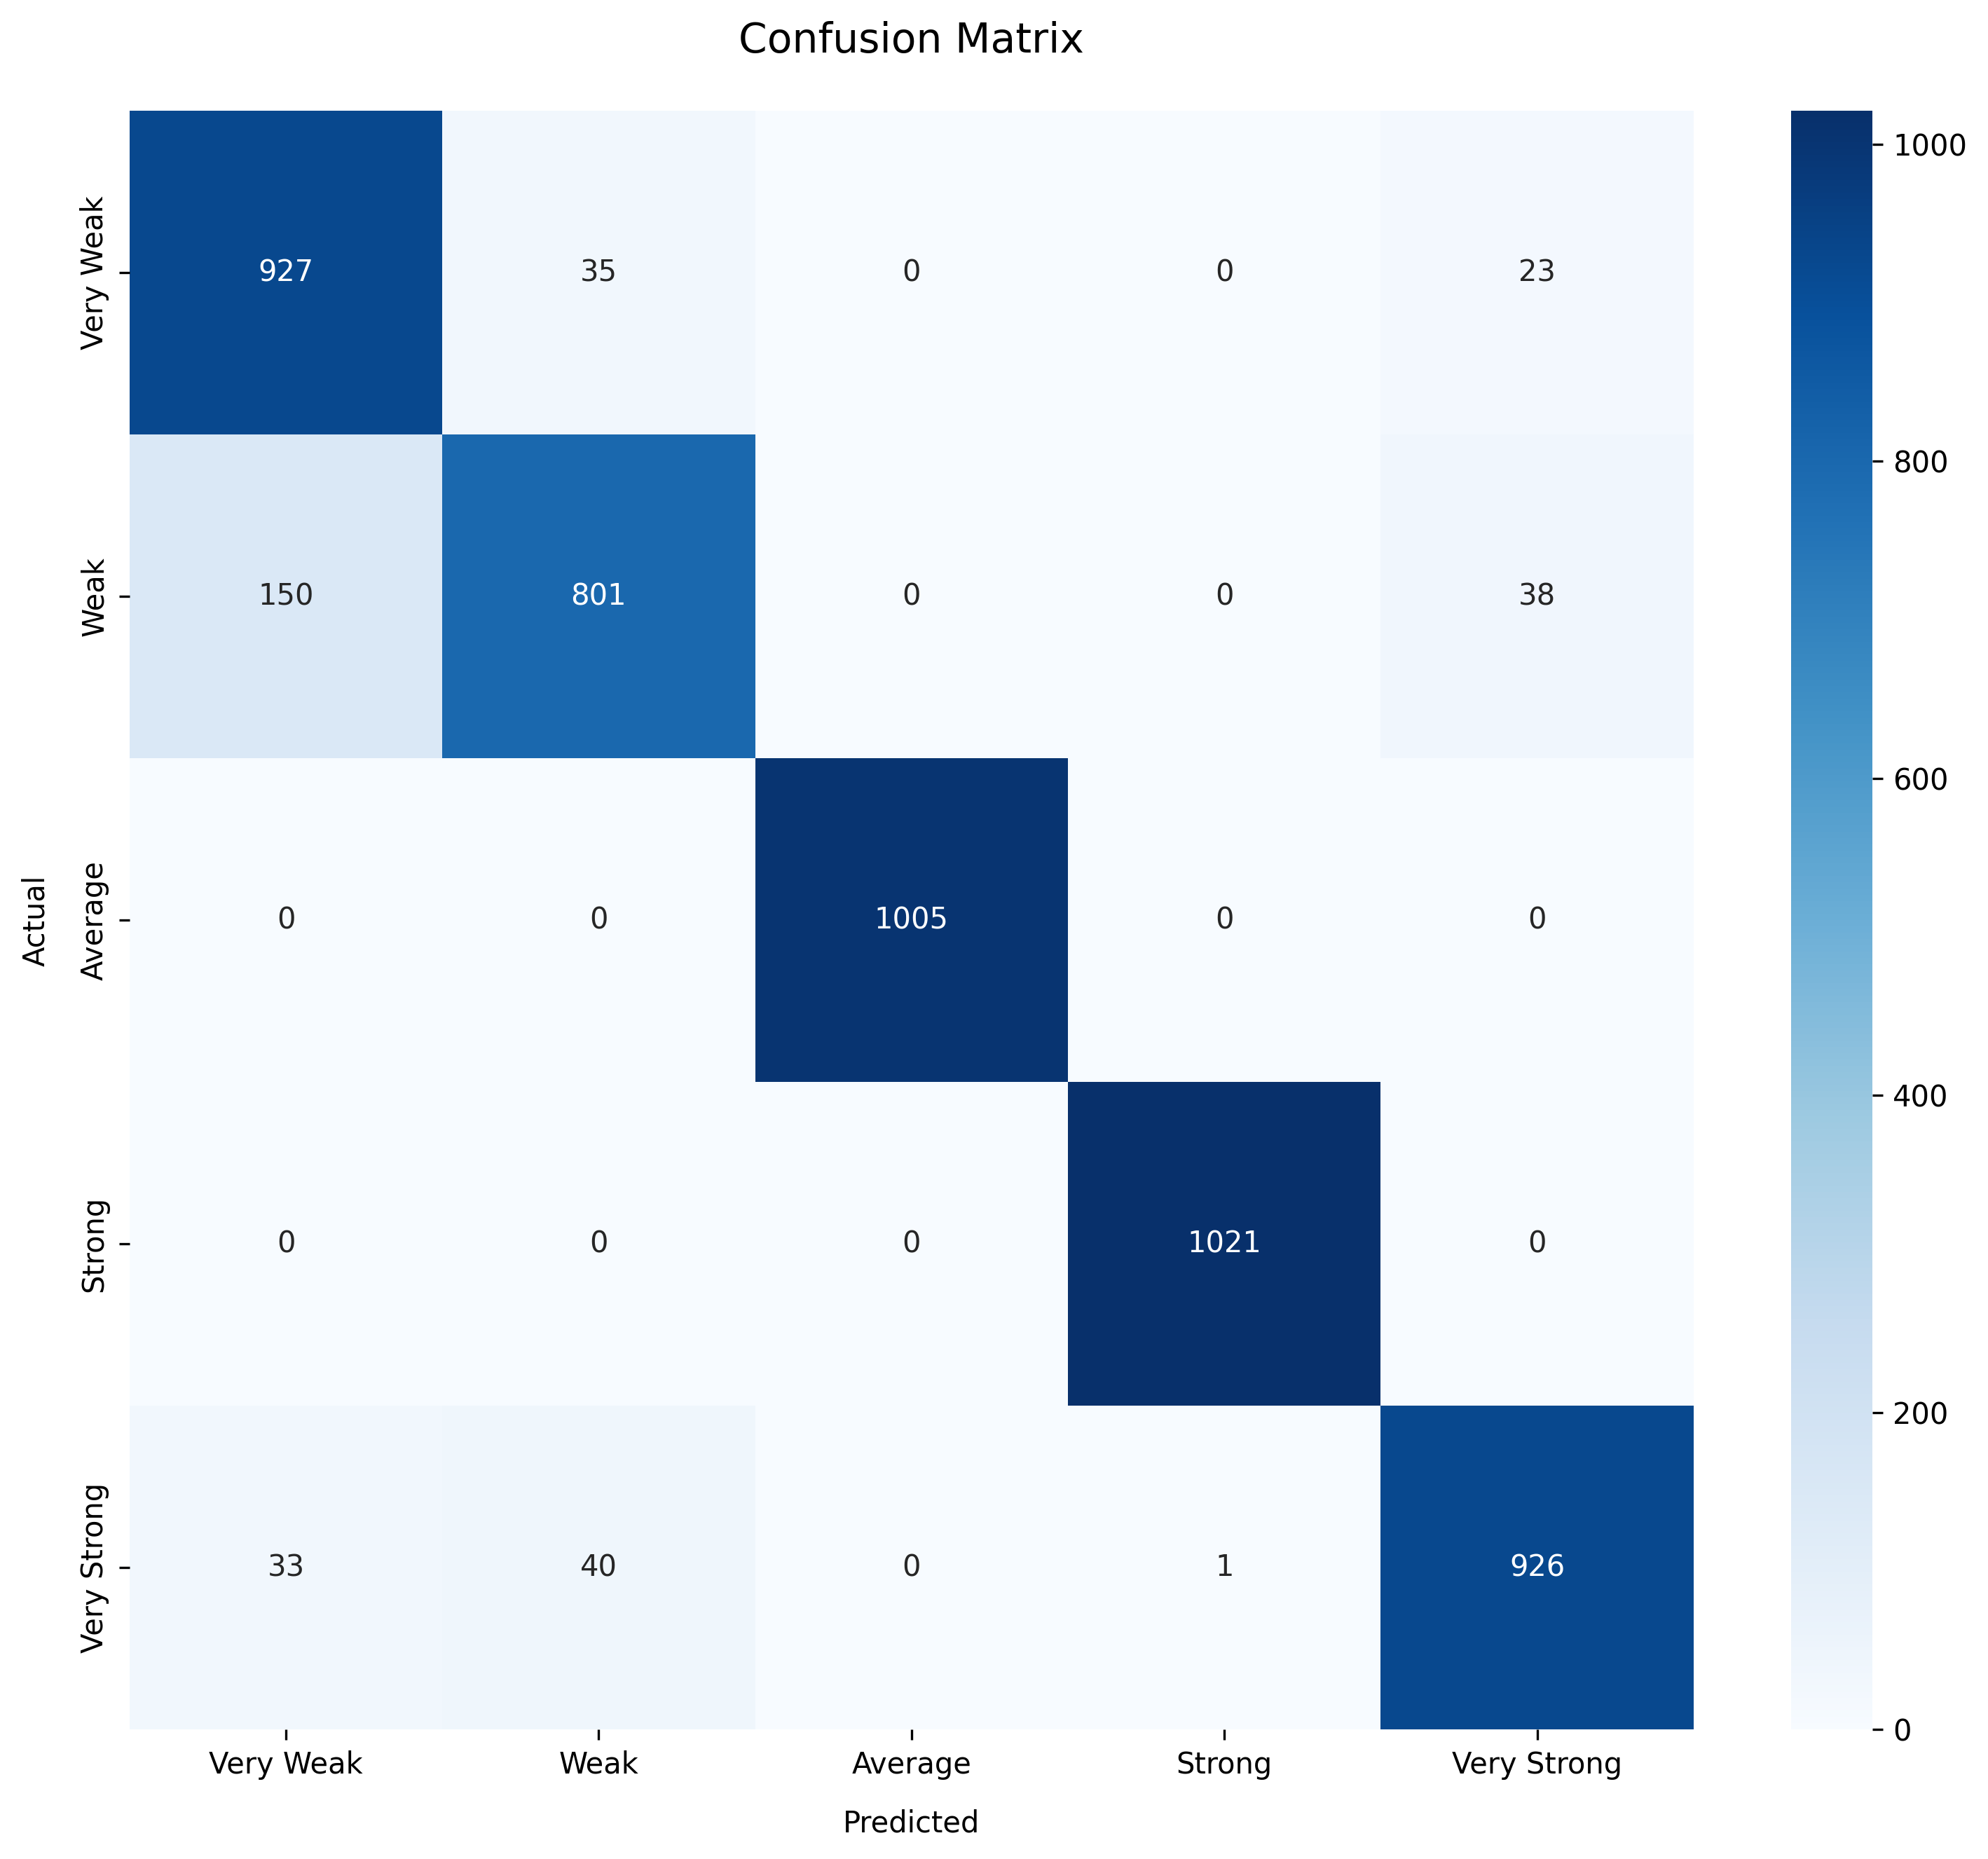 Confusion Matrix
Very Weak 927 35 0 0 23
Weak 150 801 0 0 38
Average 0 0 1005 0 0
Strong 0 0 0 1021 0
Very Strong 33 40 0 1 926
Actual
Very Weak Weak Average Strong Very Strong
Predicted
1000
800
600
400
200
0